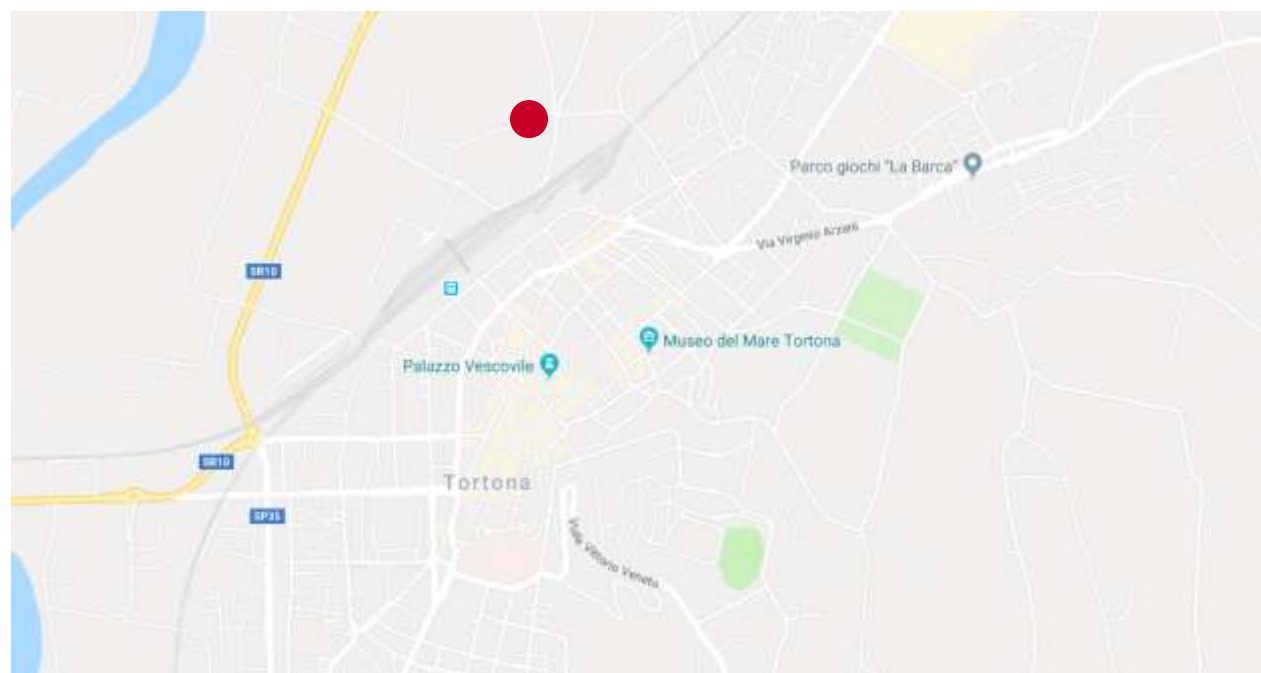 Parco giochi "La Barca"
Via Virginio Arzani
SR10
Museo del Mare Tortona
Palazzo Vescovile
SR10
Tortona
SP35
Viale Vittorio Veneto